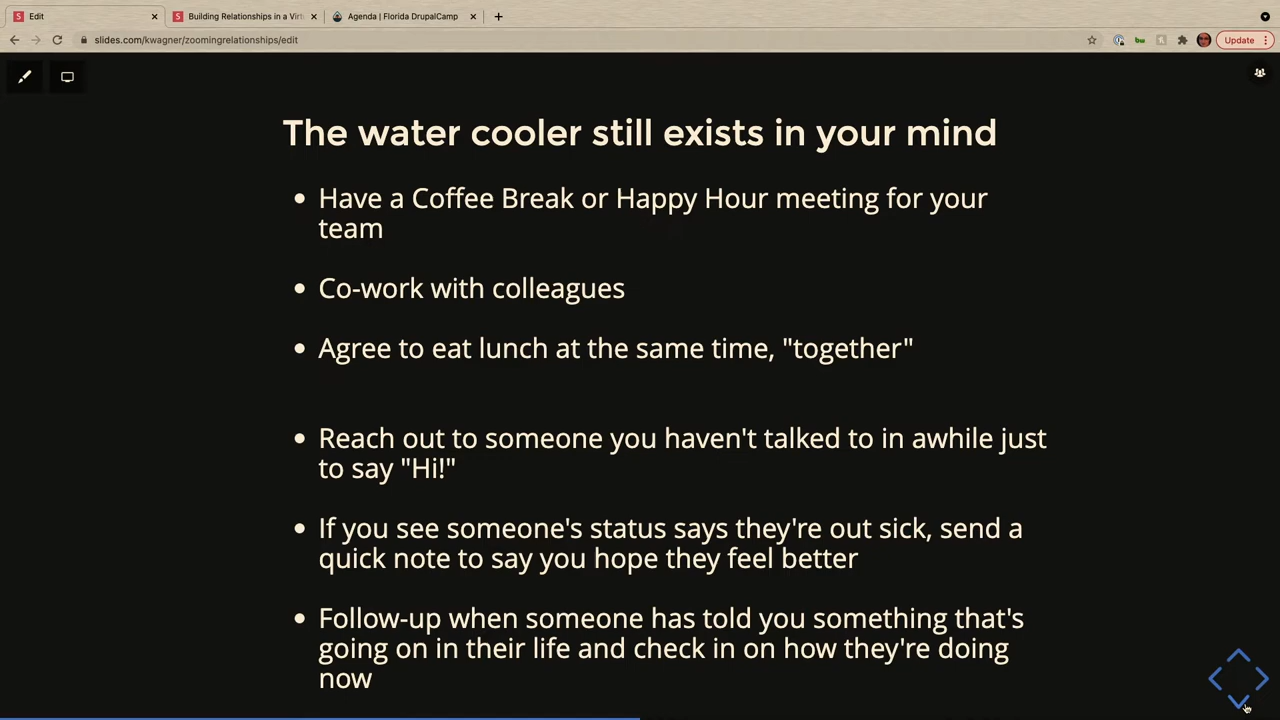 Edit
Building Relationships in a Virt
Agenda | Florida DrupalCamp
slides.com/kwagner/zoomingrelationships/edit
bw
Update
The water cooler still exists in your mind
Have a Coffee Break or Happy Hour meeting for your
team
Co-work with colleagues
Agree to eat lunch at the same time, "together"
Reach out to someone you haven't talked to in awhile just
to say "Hi!"
If you see someone's status says they're out sick, send a
quick note to say you hope they feel better
Follow-up when someone has told you something that's
going on in their life and check in on how they're doing
now